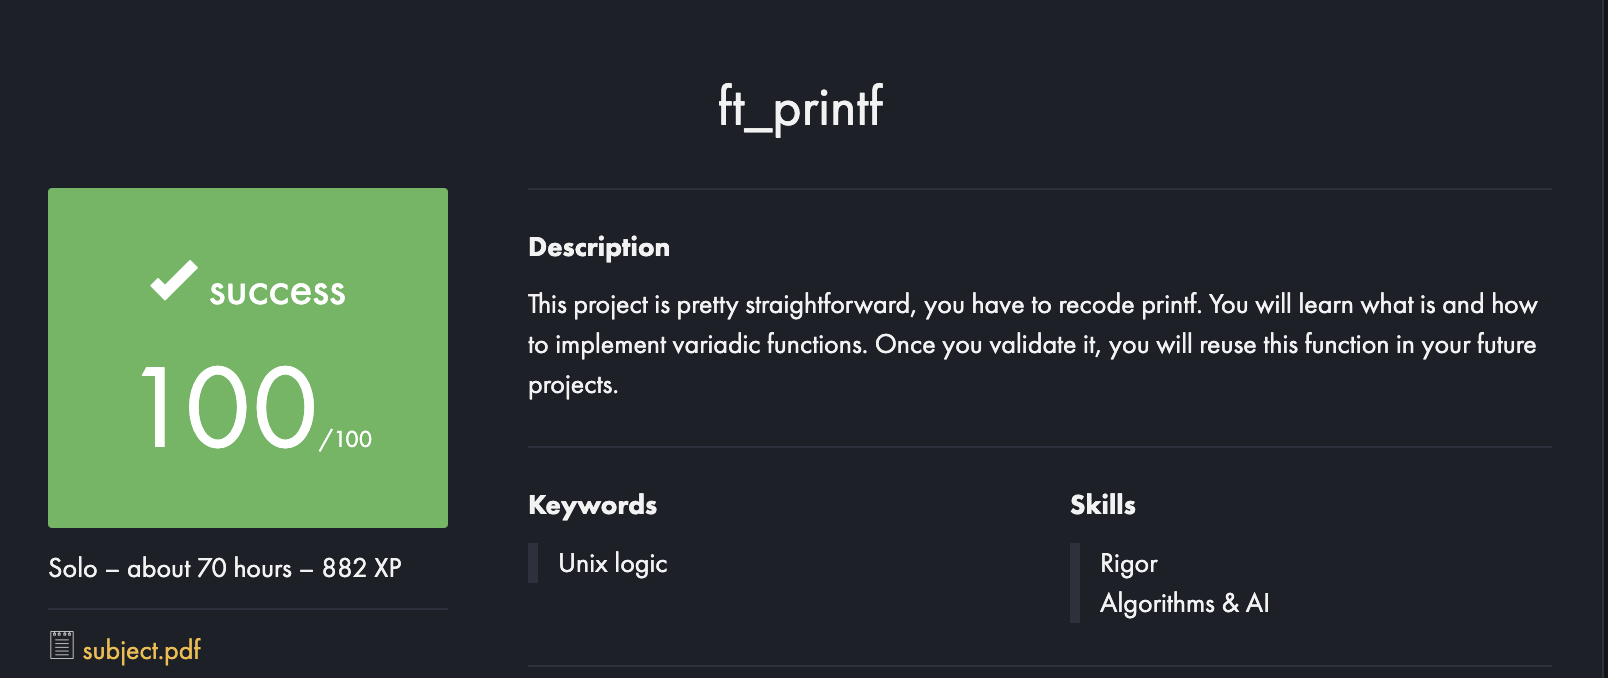 ft_printf
success
100/100
Solo – about 70 hours – 882 XP
subject.pdf
Description
This project is pretty straightforward, you have to recode printf. You will learn what is and how
to implement variadic functions. Once you validate it, you will reuse this function in your future
projects.
Keywords
Unix logic
Skills
Rigor
Algorithms & AI